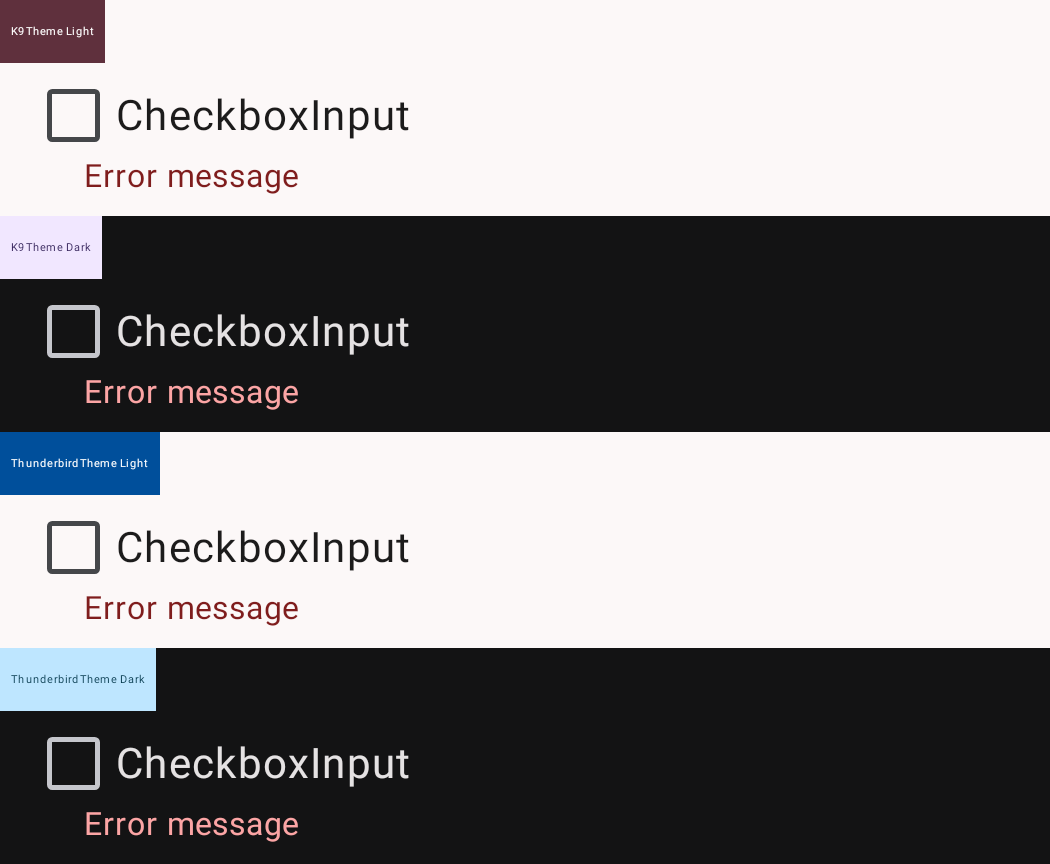 K9Theme Light
CheckboxInput
Error message
K9Theme Dark
CheckboxInput
Error message
ThunderbirdTheme Light
CheckboxInput
Error message
ThunderbirdTheme Dark
CheckboxInput
Error message